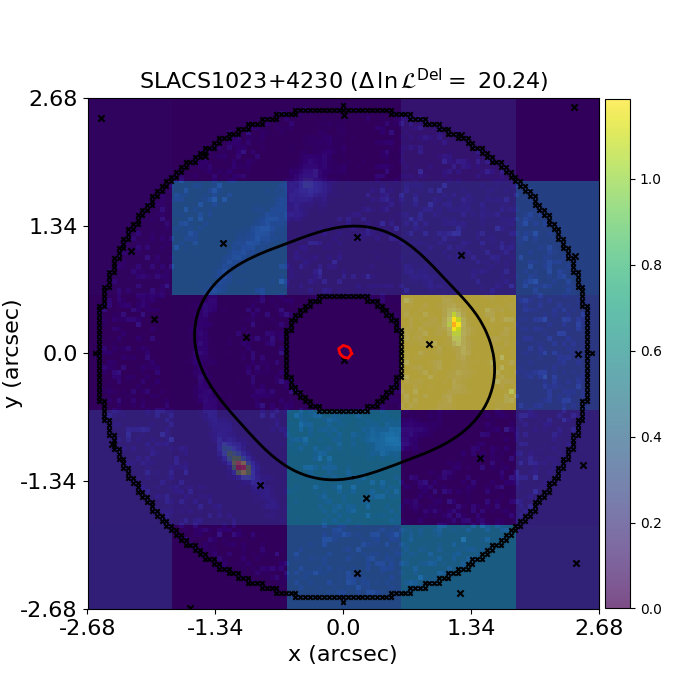 SLACS1023+4230 (Δ ln ℒ^Del = 20.24)
2.68
1.34
0.0
-1.34
-2.68
y (arcsec)
-2.68 -1.34 0.0 1.34 2.68
x (arcsec)
1.0
0.8
0.6
0.4
0.2
0.0